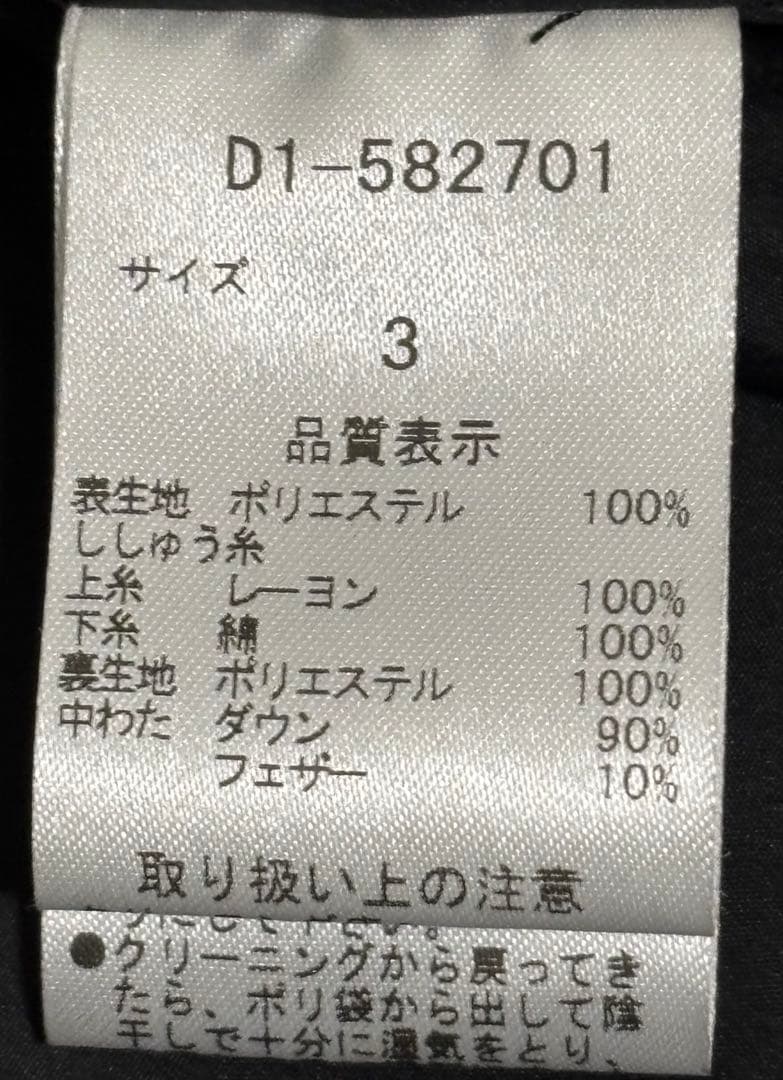 D1-582701
サイズ
3
品質表示
表生地 ポリエステル 100%
ししゅう糸
上糸 レーヨン 100%
下糸 綿 100%
裏生地 ポリエステル 100%
中わた ダウン 90%
フェザー 10%
取り扱い上の注意
●クリーニングから戻ってき
たら、ポリ袋から出して陰
干しで十分に湿気をとり、